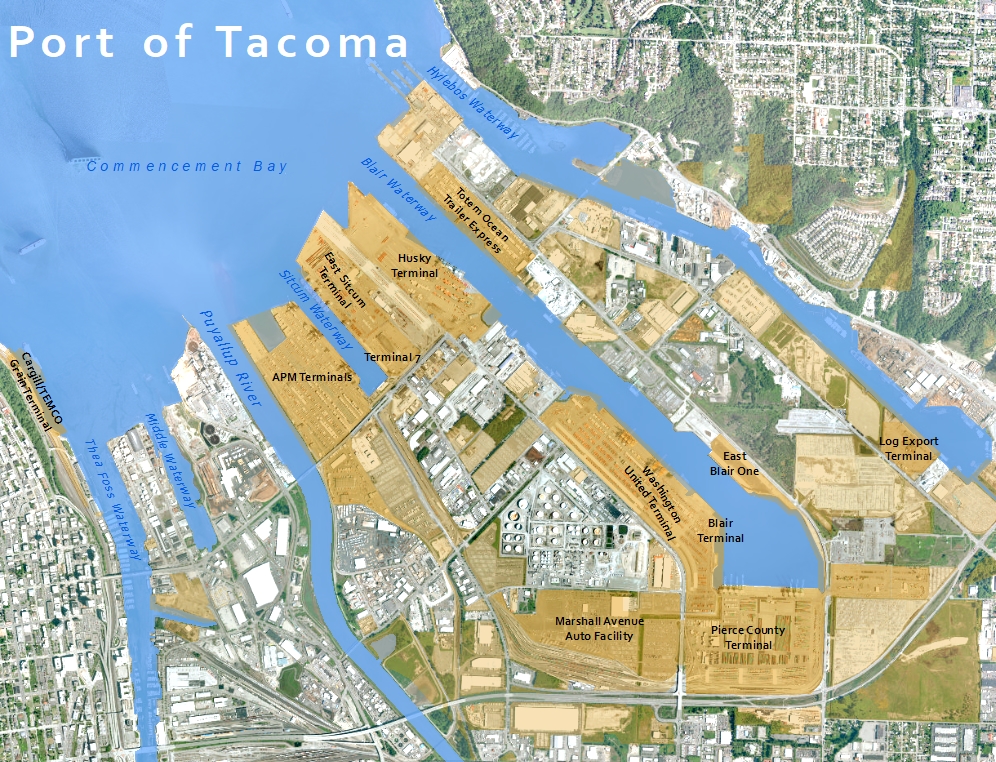 Port of Tacoma
Hylebos Waterway
Commencement Bay
Blair Waterway
Totem Ocean
Trailer Express
Husky
Terminal
East Sitcum
Terminal
Sitcum Waterway
Puyallup River
Terminal 7
APM Terminals
Cargill/TEMCO
Grain Terminal
Middle Waterway
Thea Foss Waterway
Log Export
Terminal
East
Blair One
Washington
United Terminal
Blair
Terminal
Marshall Avenue
Auto Facility
Pierce County
Terminal